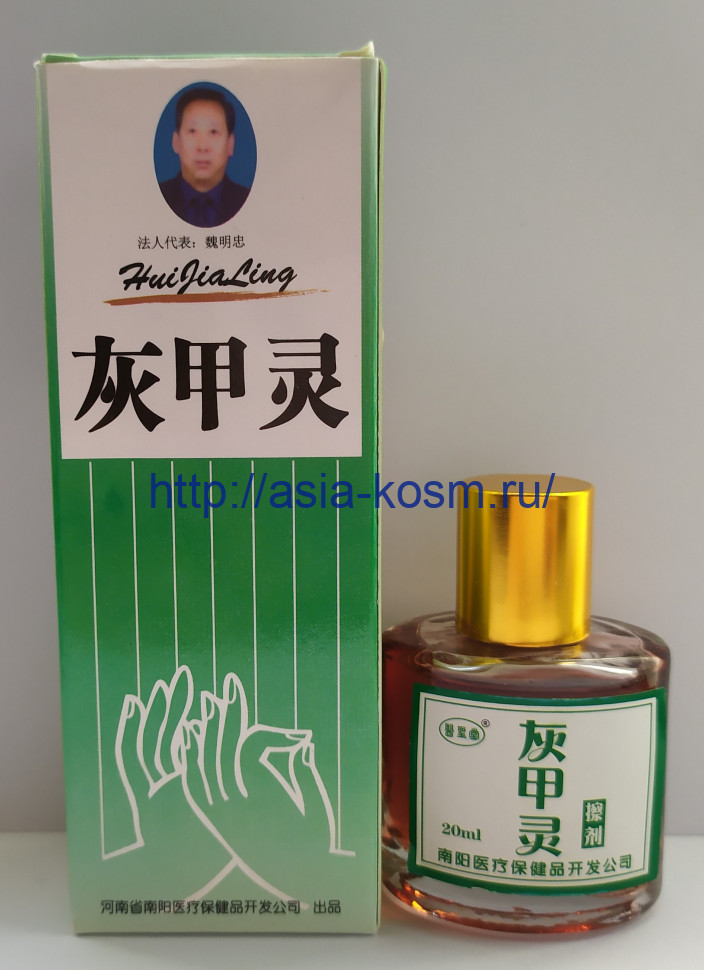 法人代表：魏明忠
HuiJiaLing
灰甲灵
http://asia-kosm.ru/
河南省南阳医疗保健品开发公司 出品
®
灰甲灵
擦剂
20ml
南阳医疗保健品开发公司